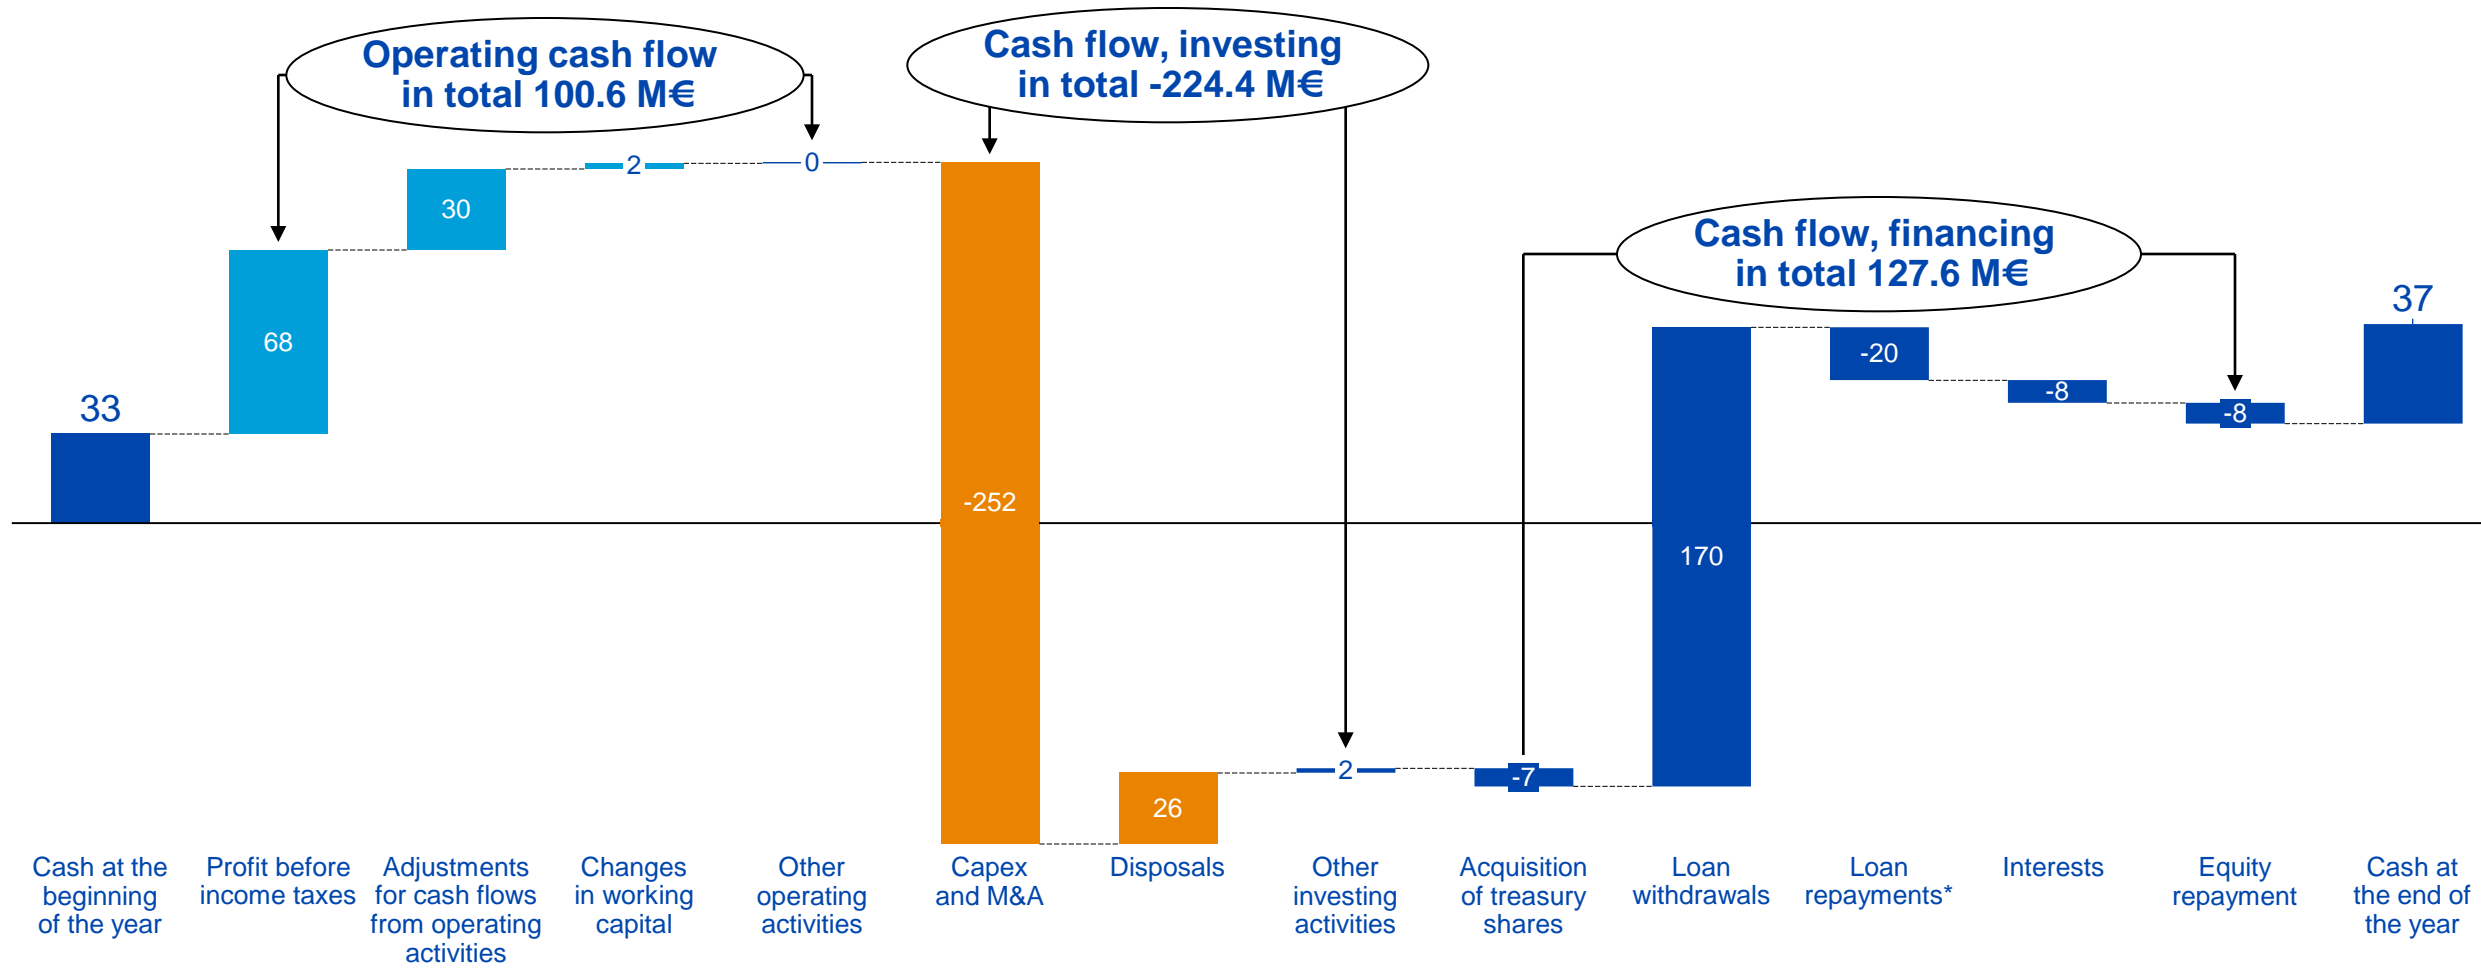 Operating cash flow
in total 100.6 M€
Cash flow, investing
in total -224.4 M€
Cash flow, financing
in total 127.6 M€
33
68
30
2
0
-252
26
2
-7
170
-20
-8
-8
37
Cash at the
beginning
of the year
Profit before
income taxes
Adjustments
for cash flows
from operating
activities
Changes
in working
capital
Other
operating
activities
Capex
and M&A
Disposals
Other
investing
activities
Acquisition
of treasury
shares
Loan
withdrawals
Loan
repayments*
Interests
Equity
repayment
Cash at
the end of
the year